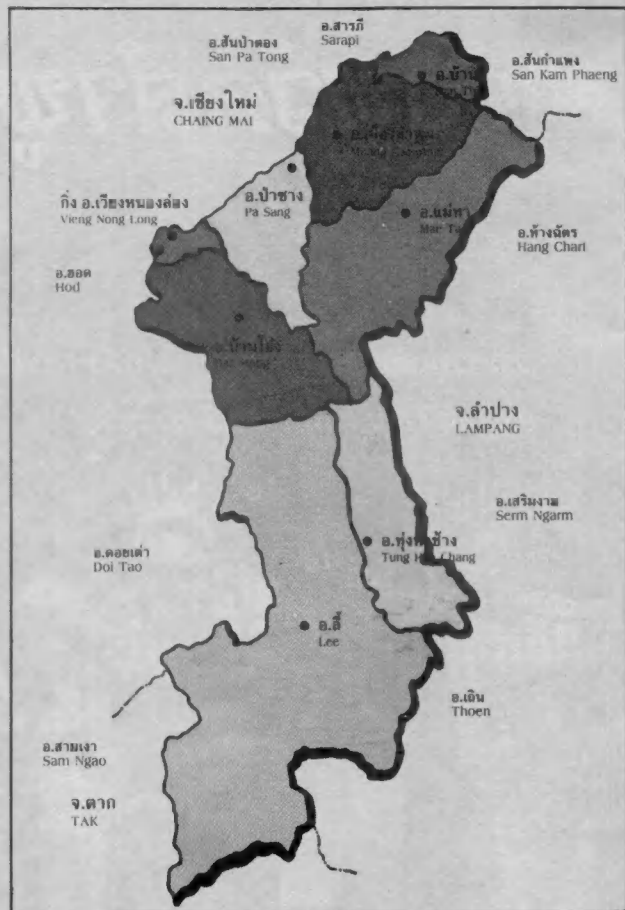 อ.สารภี
Sarapi
อ.สันป่าตอง
San Pa Tong
อ.สันกำแพง
San Kam Phaeng
อ.บ้าน
จ.เชียงใหม่
CHAING MAI
อ.ป่าซาง
Pa Sang
กิ่ง อ.เวียงหนองล่อง
Vieng Nong Long
อ.แม่ทา
Mae Ta
อ.ห้างฉัตร
Hang Chart
อ.ฮอด
Hod
อ.บ้านโฮ่ง
จ.ลำปาง
LAMPANG
อ.เสริมงาม
Serm Ngarm
อ.ดอยเต่า
Doi Tao
อ.ทุ่งหัวช้าง
Tung Hua Chang
อ.ลี้
Lee
อ.เถิน
Thoen
อ.สามเงา
Sam Ngao
จ.ตาก
TAK